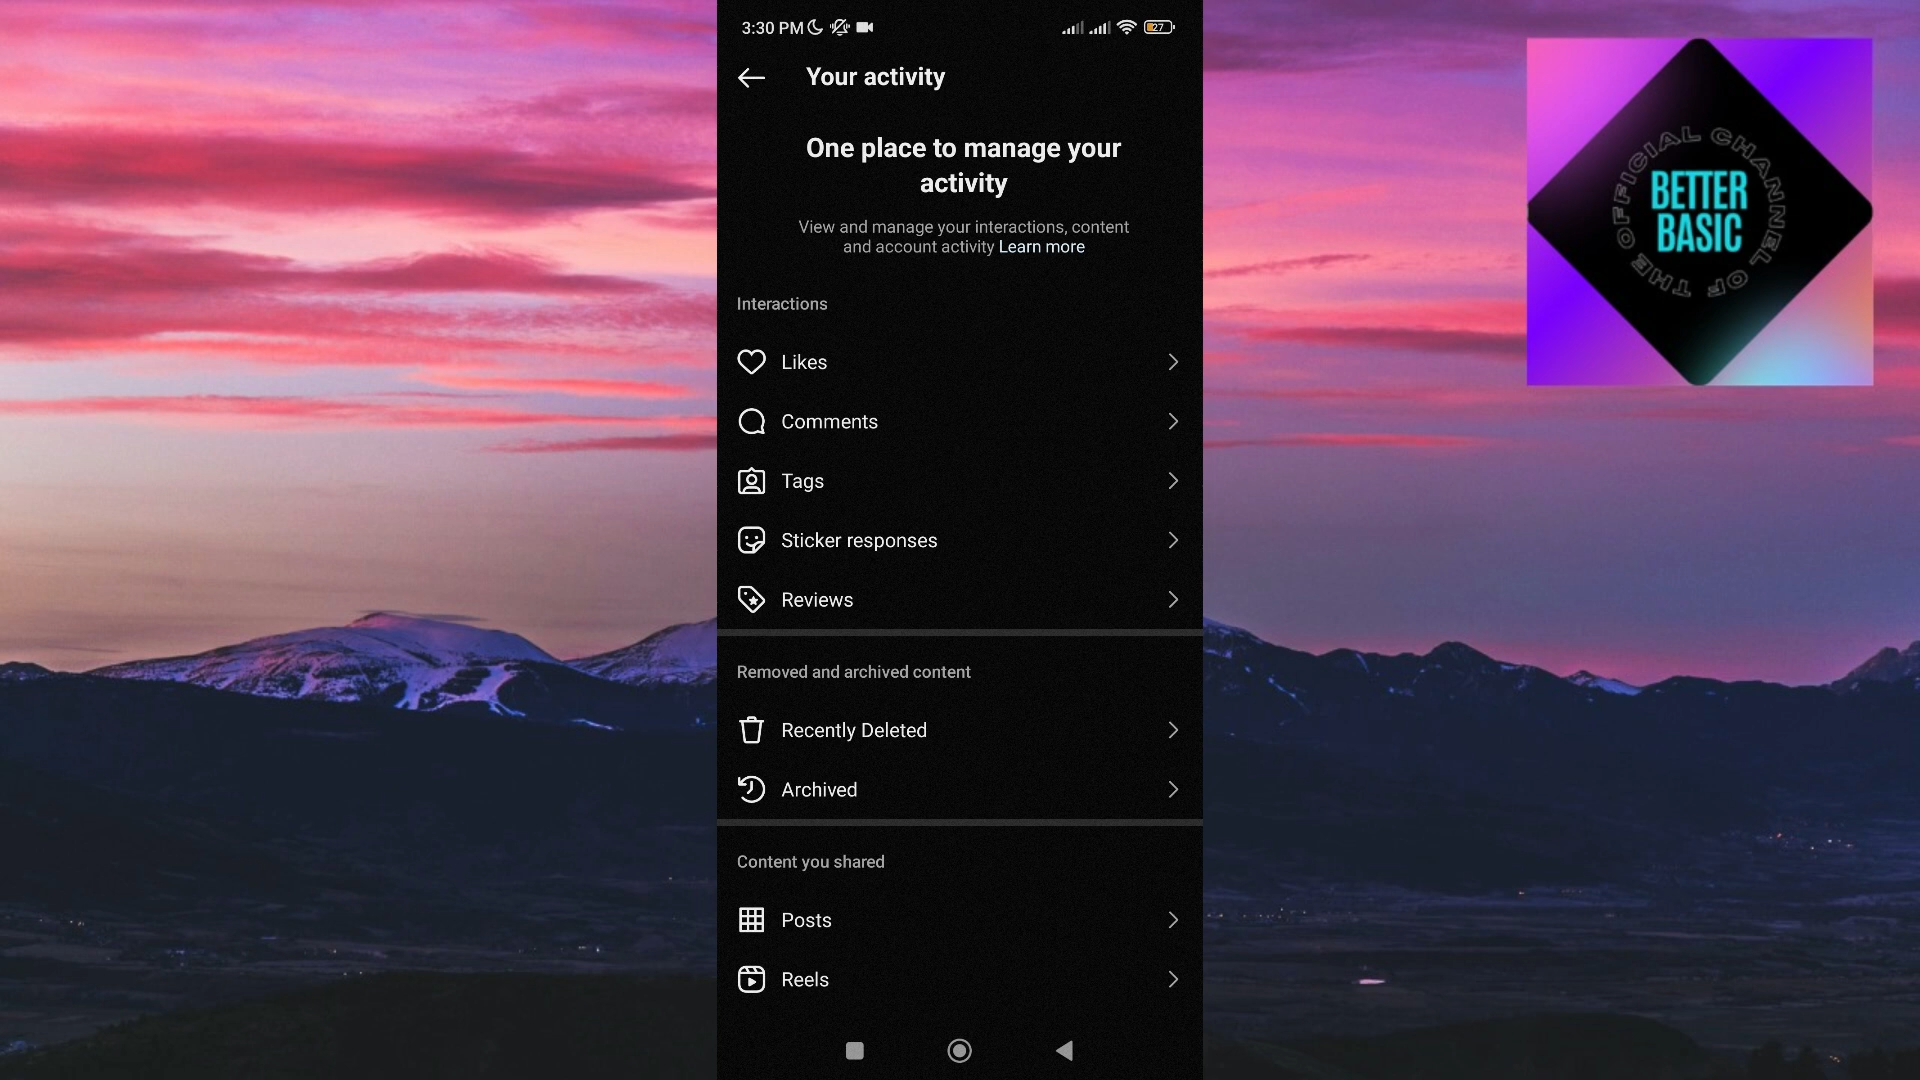 3:30 PM
27
Your activity
One place to manage your
activity
View and manage your interactions, content
and account activity Learn more
Interactions
Likes
Comments
Tags
Sticker responses
Reviews
Removed and archived content
Recently Deleted
Archived
Content you shared
Posts
Reels
OFFICIAL CHANNEL OF THE
BETTER
BASIC